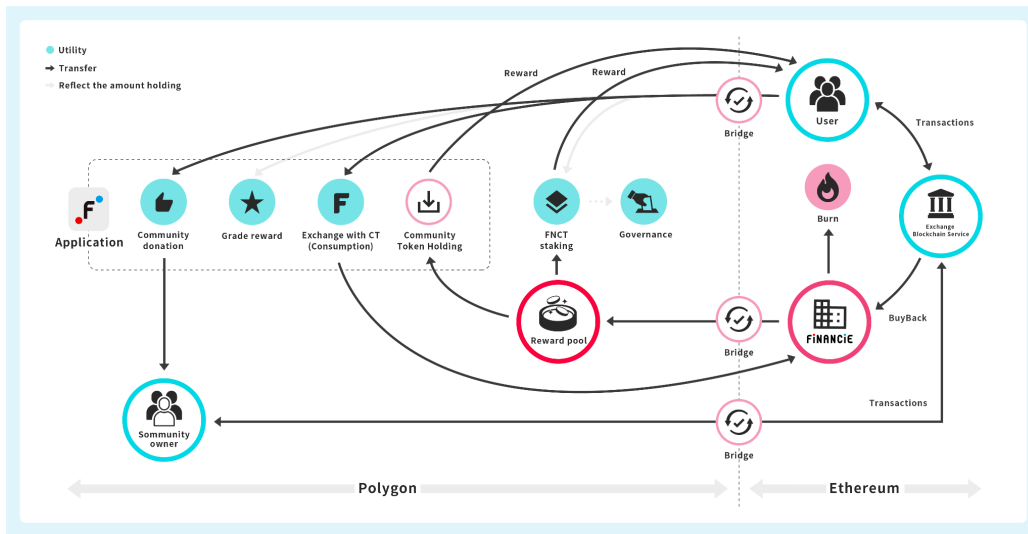 Utility
Transfer
Reflect the amount holding
Reward
Reward
Bridge
User
Transactions
Application
Community
donation
Grade reward
Exchange with CT
(Consumption)
Community
Token Holding
FNCT
staking
Governance
Burn
Exchange
Blockchain Service
Reward pool
Bridge
FiNANCiE
BuyBack
Sommunity
owner
Transactions
Bridge
Polygon
Ethereum